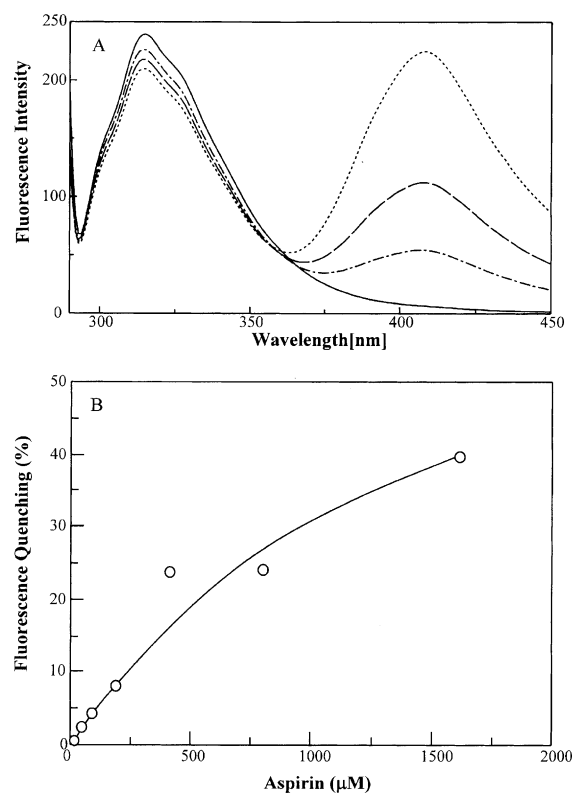 250
A
200
100
0
Fluorescence Intensity
300 350 400 450
Wavelength[nm]
50
B
40
30
20
10
0
Fluorescence Quenching (%)
0 500 1000 1500 2000
Aspirin (μM)